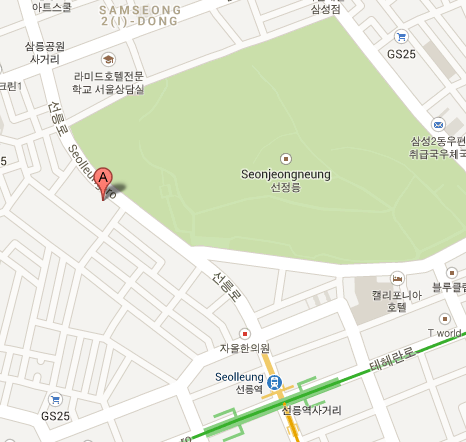 아트스쿨
SAMSEONG
2(I)-DONG
삼성점
삼릉공원
사거리
GS25
라미드호텔전문
학교 서울상담실
크린1
선릉로
Seolleung-ro
삼성2동우편
취급국우체국
Seonjeongneung
선정릉
A
선릉로
캘리포니아
호텔
블루클럽
T world
자올한의원
테헤란로
Seolleung
선릉역
선릉역사거리
GS25